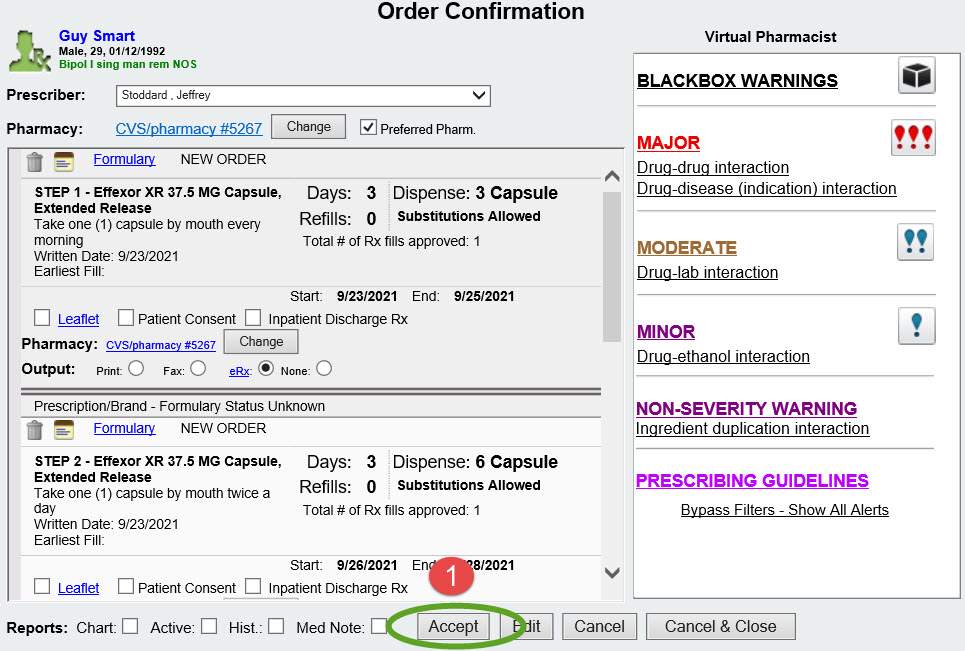 Order Confirmation
Guy Smart
Male, 29, 01/12/1992
Bipol I sing man rem NOS
Prescriber: Stoddard , Jeffrey
Pharmacy: CVS/pharmacy #5267 Change Preferred Pharm.
Formulary NEW ORDER
STEP 1 - Effexor XR 37.5 MG Capsule,
Extended Release
Take one (1) capsule by mouth every
morning
Written Date: 9/23/2021
Earliest Fill:
Days: 3 Dispense: 3 Capsule
Refills: 0 Substitutions Allowed
Total # of Rx fills approved: 1
Start: 9/23/2021 End: 9/25/2021
Leaflet Patient Consent Inpatient Discharge Rx
Pharmacy: CVS/pharmacy #5267 Change
Output: Print: Fax: eRx: None:
Prescription/Brand - Formulary Status Unknown
Formulary NEW ORDER
STEP 2 - Effexor XR 37.5 MG Capsule,
Extended Release
Take one (1) capsule by mouth twice a
day
Written Date: 9/23/2021
Earliest Fill:
Days: 3 Dispense: 6 Capsule
Refills: 0 Substitutions Allowed
Total # of Rx fills approved: 1
Start: 9/26/2021 End 28/2021
1
Leaflet Patient Consent Inpatient Discharge Rx
Reports: Chart: Active: Hist.: Med Note: Accept Edit Cancel Cancel & Close
Virtual Pharmacist
BLACKBOX WARNINGS
MAJOR
Drug-drug interaction
Drug-disease (indication) interaction
MODERATE
Drug-lab interaction
MINOR
Drug-ethanol interaction
NON-SEVERITY WARNING
Ingredient duplication interaction
PRESCRIBING GUIDELINES
Bypass Filters - Show All Alerts